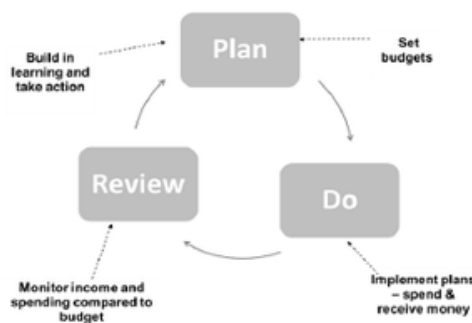 Plan
Build in
learning and
take action
Set
budgets
Review
Do
Monitor income and
spending compared to
budget
Implement plans
– spend &
receive money